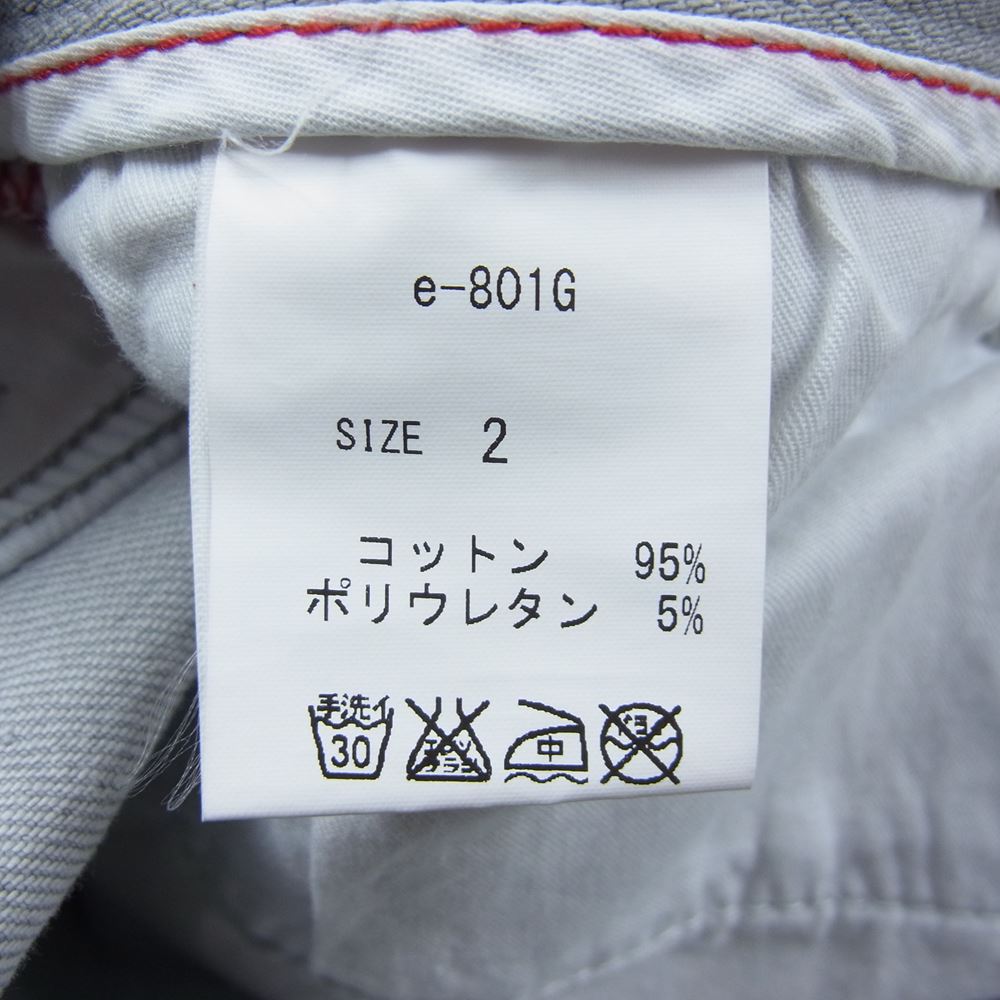 e-801G
SIZE 2
コットン 95%
ポリウレタン 5%
手洗イ 30 中